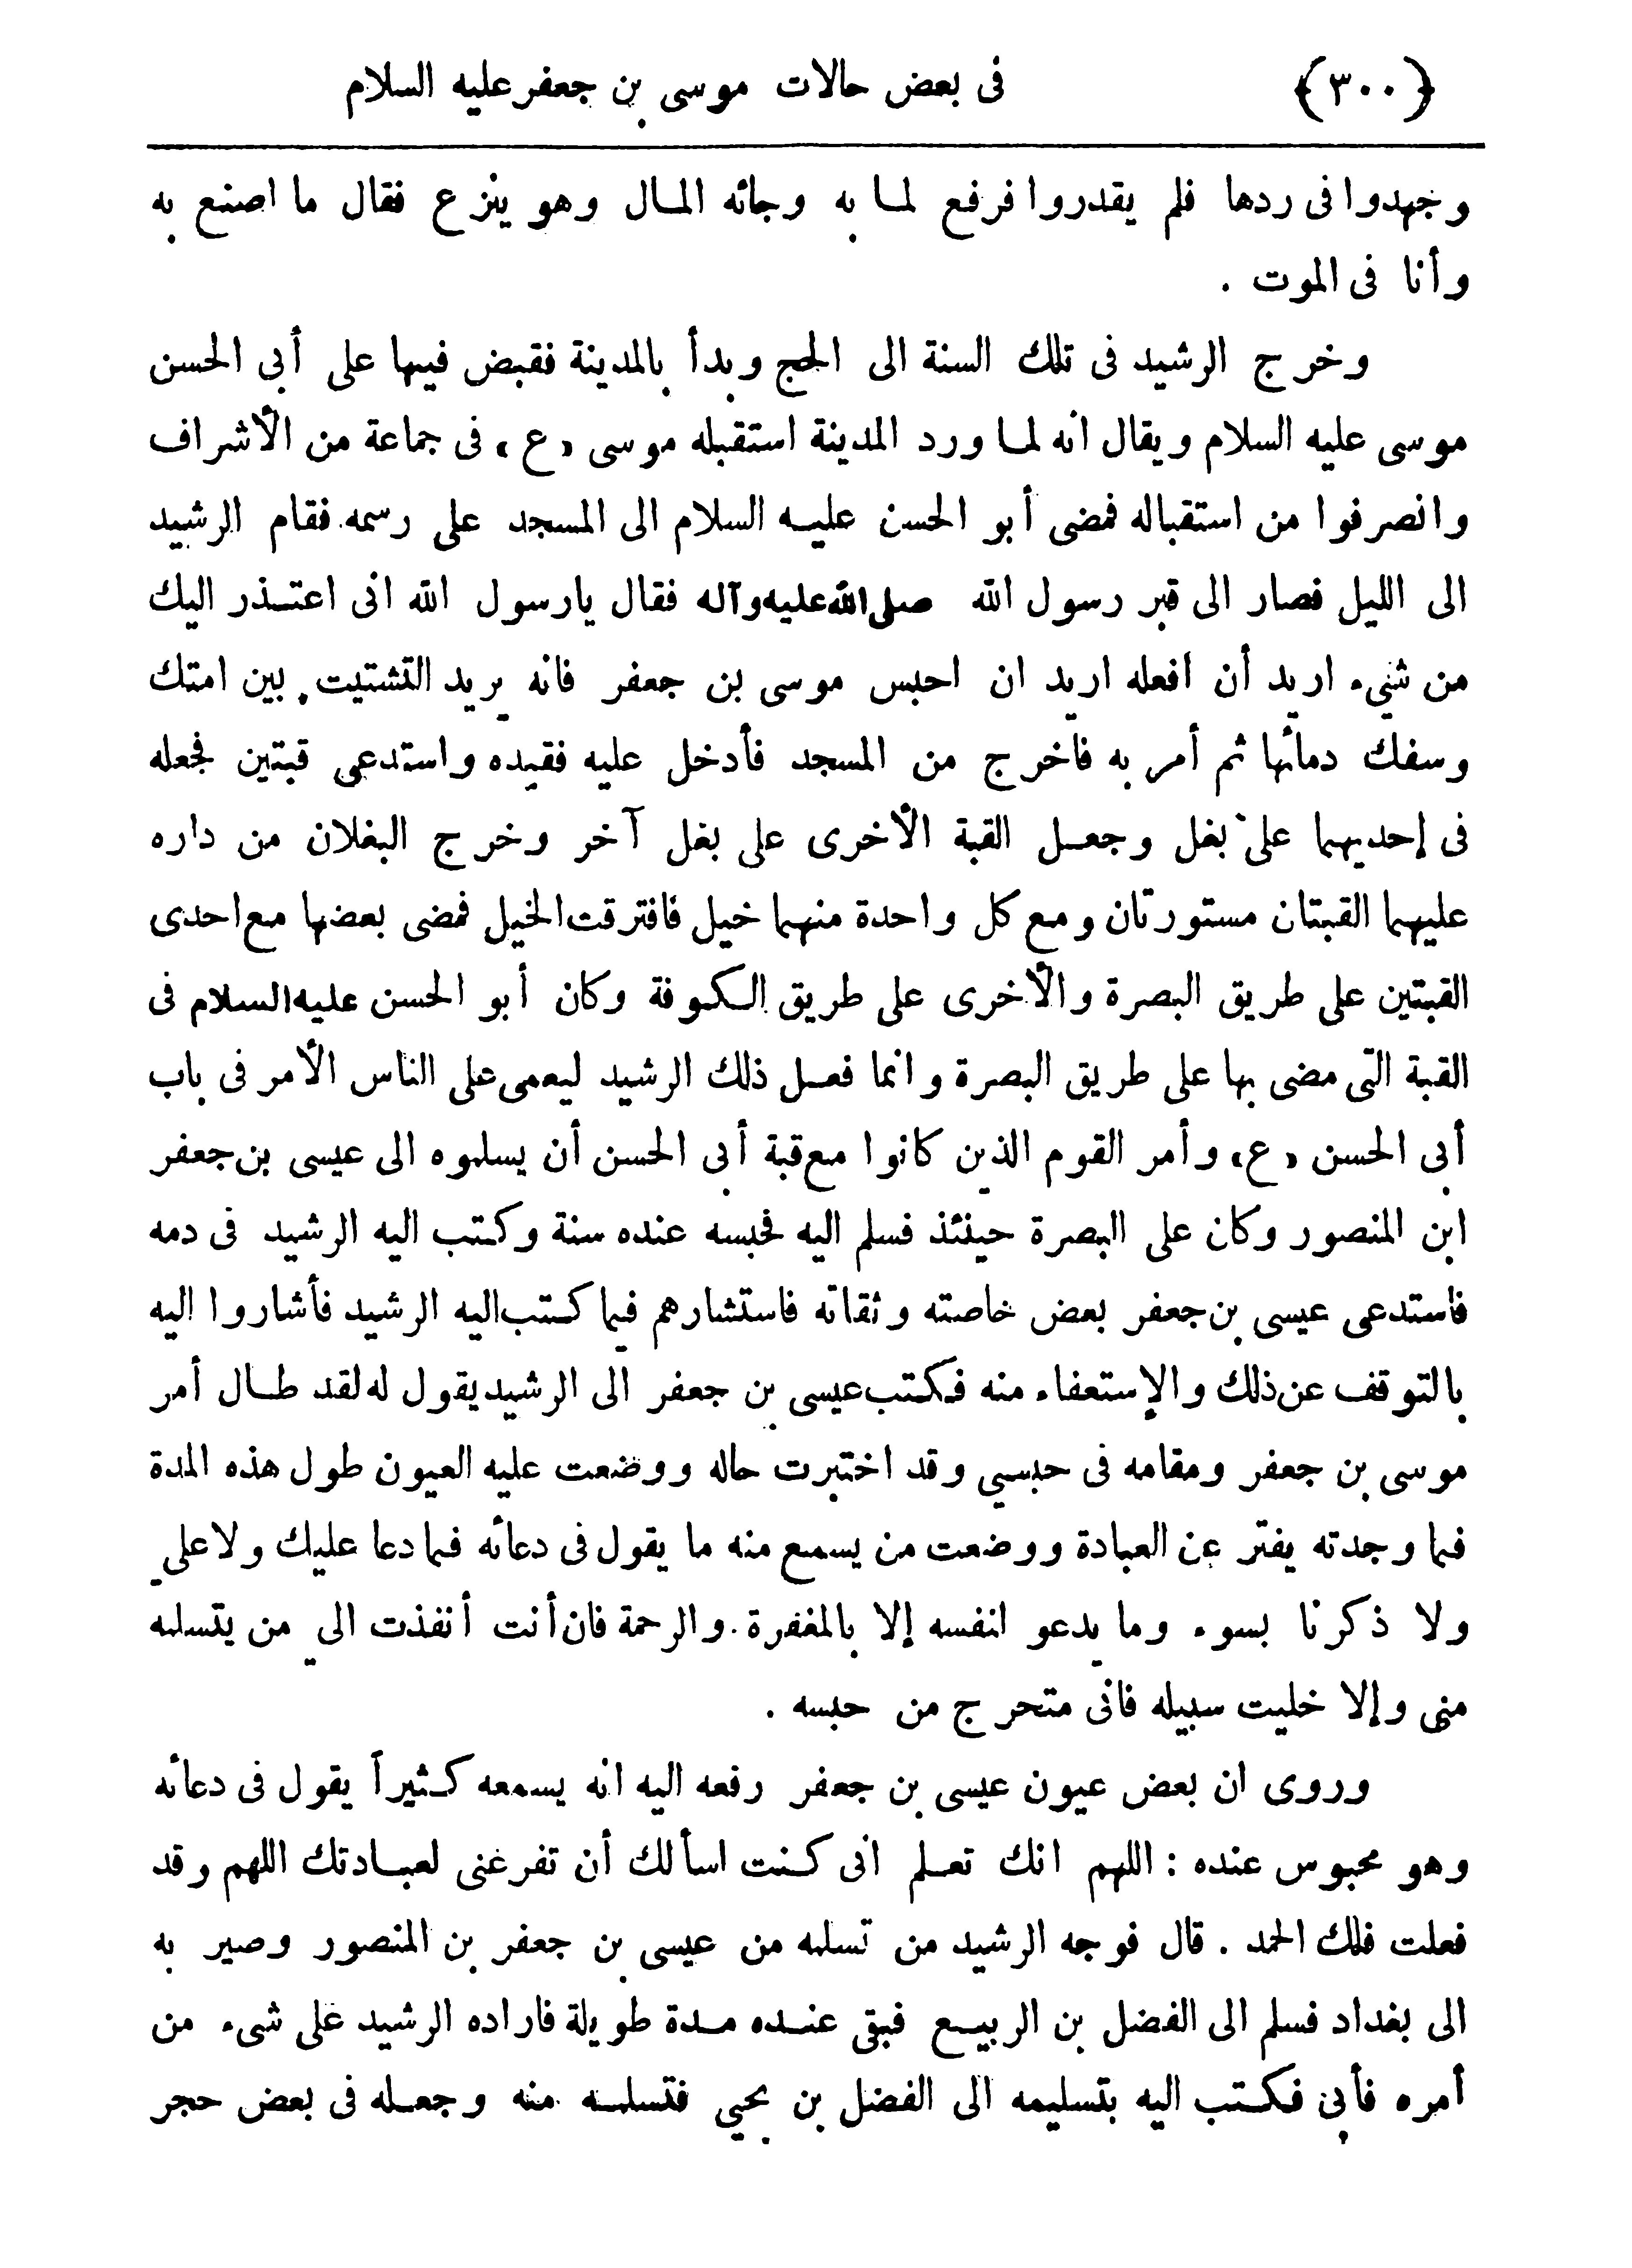 ﴿٣٠٠﴾ فى بعض حالات موسى بن جعفر عليه السلام
وجهدوا فى ردها فلم يقدروا فرفع لما به وجائه المال وهو ينزع فقال ما اصنع به
وأنا فى الموت .
وخرج الرشيد فى تلك السنة الى الحج وبدأ بالمدينة فقبض فيها على أبى الحسن
موسى عليه السلام ويقال انه لما ورد المدينة استقبله موسى «ع» فى جماعة من الأشراف
وانصرفوا من استقباله فمضى أبو الحسن عليه السلام الى المسجد على رسمه فقام الرشيد
الى الليل فصار الى قبر رسول الله صلى الله عليه وآله فقال يارسول الله انى اعتذر اليك
من شىء اريد أن افعله اريد ان احبس موسى بن جعفر فانه يريد التشتيت بين امتك
وسفك دمائها ثم أمر به فاخرج من المسجد فأدخل عليه فقيده واستدعى قبتين فجعله
فى إحديهما على بغل وجعل القبة الأخرى على بغل آخر وخرج البغلان من داره
عليهما القبتان مستورتان ومع كل واحدة منهما خيل فافترقت الخيل فمضى بعضها مع احدى
القبتين على طريق البصرة والأخرى على طريق الكوفة وكان أبو الحسن عليه السلام فى
القبة التى مضى بها على طريق البصرة وانما فعل ذلك الرشيد ليعمى على الناس الأمر فى باب
أبى الحسن «ع» وأمر القوم الذين كانوا مع قبة أبى الحسن أن يسلموه الى عيسى بن جعفر
ابن المنصور وكان على البصرة حينئذ فسلم اليه فحبسه عنده سنة وكتب اليه الرشيد فى دمه
فاستدعى عيسى بن جعفر بعض خاصته وثقاته فاستشارهم فيما كتب اليه الرشيد فأشاروا اليه
بالتوقف عن ذلك والإستعفاء منه فكتب عيسى بن جعفر الى الرشيد يقول له لقد طال أمر
موسى بن جعفر ومقامه فى حبسي وقد اختبرت حاله ووضعت عليه العيون طول هذه المدة
فما وجدته يفتر عن العبادة ووضعت من يسمع منه ما يقول فى دعائه فما دعا عليك ولا علي
ولا ذكرنا بسوء وما يدعو لنفسه إلا بالمغفرة والرحمة فان أنت أنفذت الي من يتسلمه
منى وإلا خليت سبيله فانى متحرج من حبسه .
وروى ان بعض عيون عيسى بن جعفر رفعه اليه انه يسمعه كثيراً يقول فى دعائه
وهو محبوس عنده : اللهم انك تعلم انى كنت اسألك أن تفرغنى لعبادتك اللهم وقد
فعلت فلك الحمد . قال فوجه الرشيد من تسلمه من عيسى بن جعفر بن المنصور وصير به
الى بغداد فسلم الى الفضل بن الربيع فبقى عنده مدة طويلة فاراده الرشيد على شىء من
أمره فأبى فكتب اليه بتسليمه الى الفضل بن يحيي فتسلمه منه وجعله فى بعض حجر